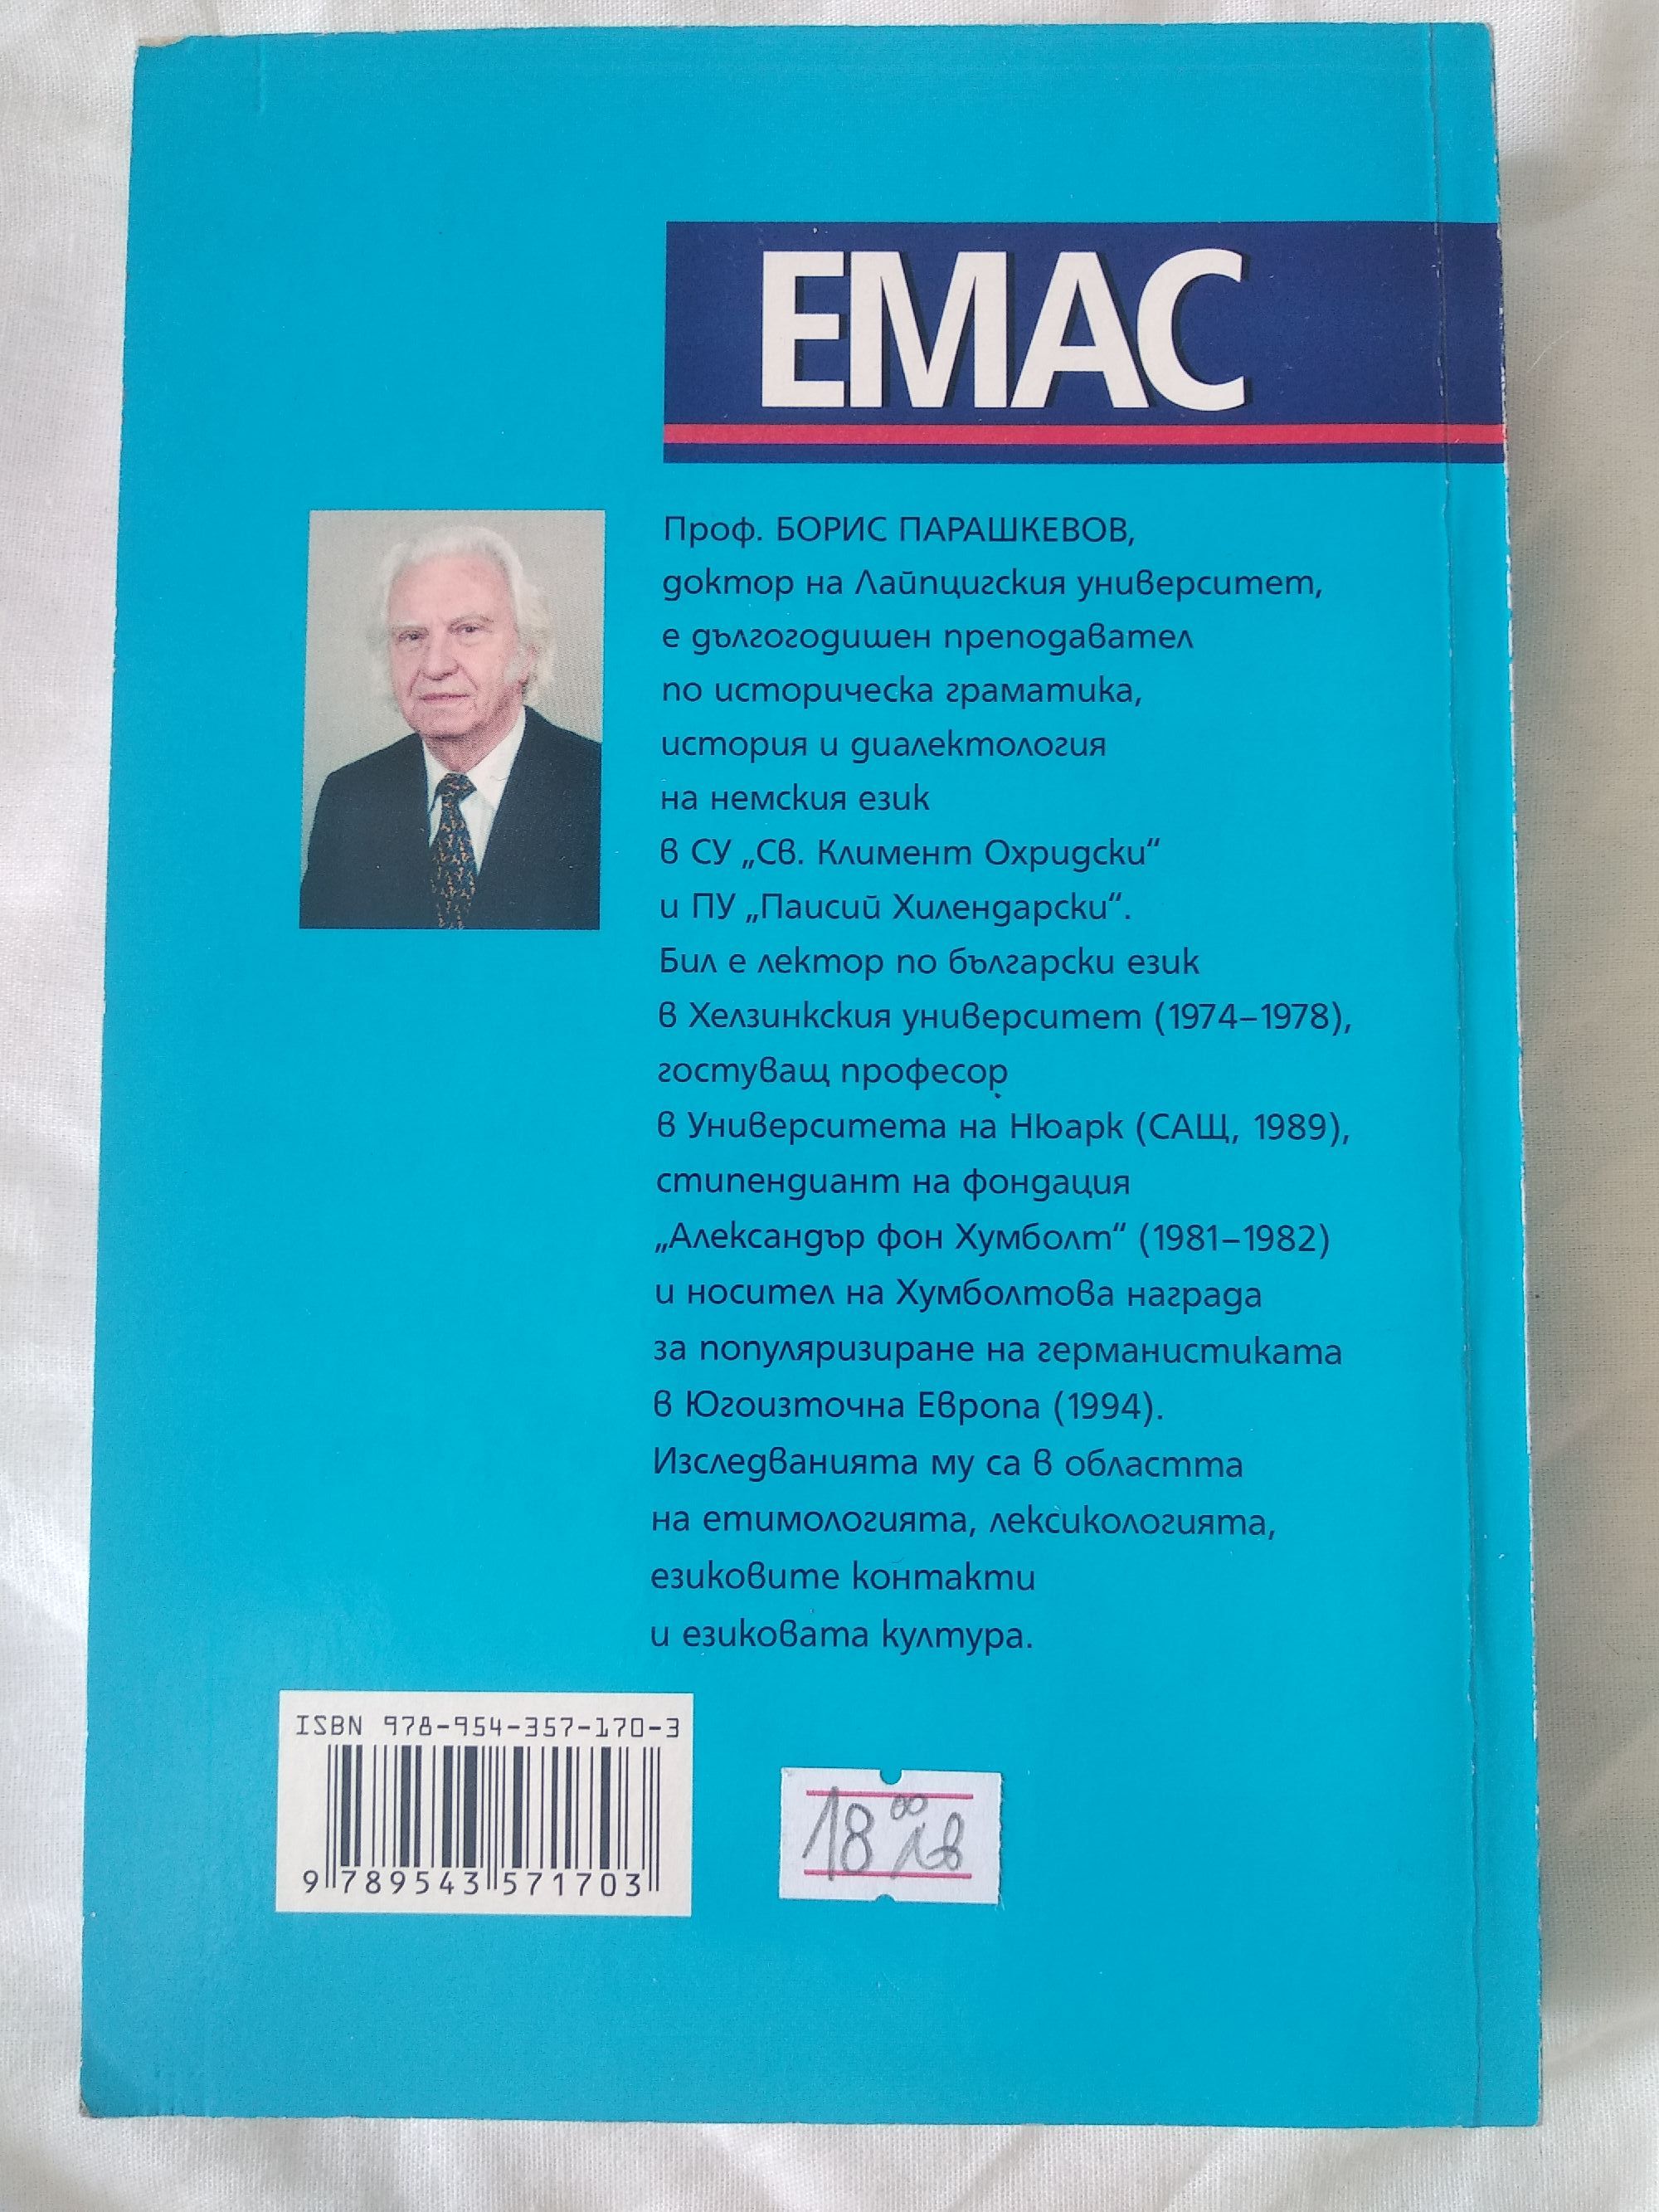 ЕМАС
Проф. БОРИС ПАРАШКЕВОВ,
доктор на Лайпцигския университет,
е дългогодишен преподавател
по историческа граматика,
история и диалектология
на немския език
в СУ „Св. Климент Охридски“
и ПУ „Паисий Хилендарски“.
Бил е лектор по български език
в Хелзинкския университет (1974–1978),
гостуващ професор
в Университета на Нюарк (САЩ, 1989),
стипендиант на фондация
„Александър фон Хумболт“ (1981–1982)
и носител на Хумболтова награда
за популяризиране на германистиката
в Югоизточна Европа (1994).
Изследванията му са в областта
на етимологията, лексикологията,
езиковите контакти
и езиковата култура.
ISBN 978-954-357-170-3
9 789543 571703
18 00 лв